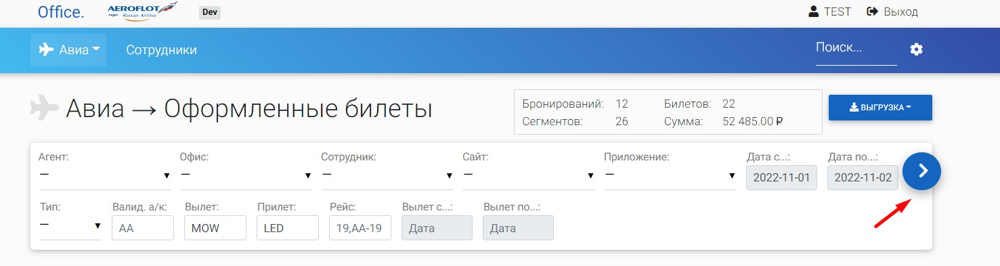 Office. AEROFLOT Russian Airlines Dev TEST Выход
Авиа Сотрудники Поиск...
Авиа → Оформленные билеты
Бронирований: 12 Билетов: 22
Сегментов: 26 Сумма: 52 485.00 ₽
ВЫГРУЗКА
Агент: Офис: Сотрудник: Сайт: Приложение: Дата с...: Дата по...:
— — — — — 2022-11-01 2022-11-02
Тип: Валид. а/к: Вылет: Прилет: Рейс: Вылет с...: Вылет по...:
— AA MOW LED 19,AA-19 Дата Дата